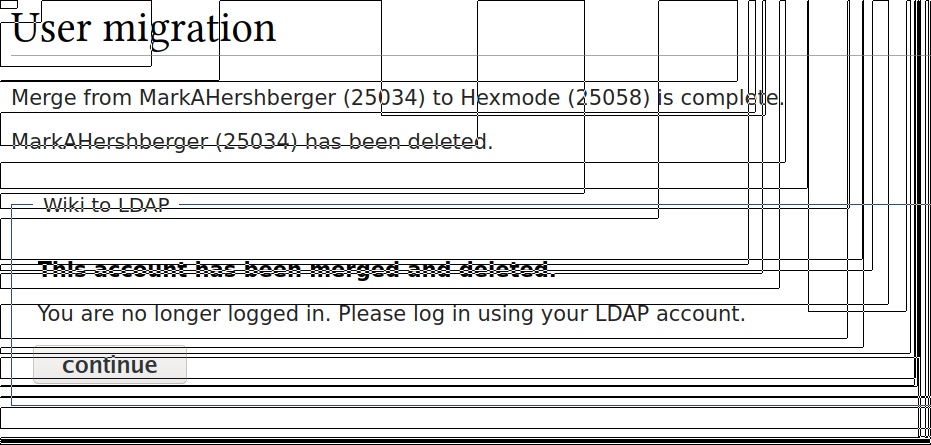 User migration
Merge from MarkAHershberger (25034) to Hexmode (25058) is complete.
MarkAHershberger (25034) has been deleted.
Wiki to LDAP
This account has been merged and deleted.
You are no longer logged in. Please log in using your LDAP account.
continue